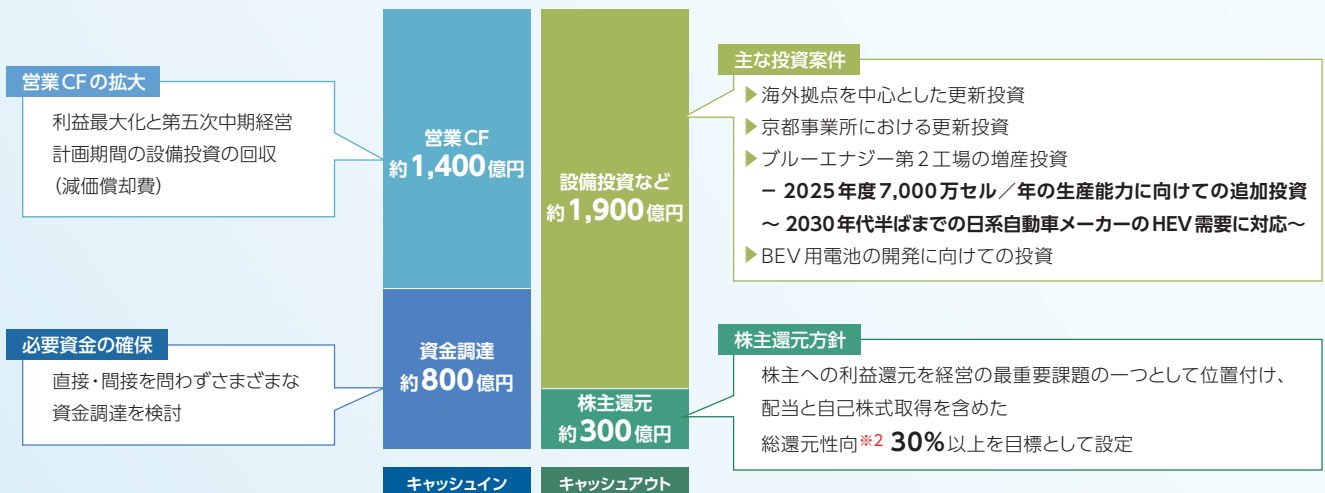 営業CFの拡大
利益最大化と第五次中期経営
計画期間の設備投資の回収
（減価償却費）
必要資金の確保
直接・間接を問わずさまざまな
資金調達を検討
営業CF
約1,400億円
資金調達
約800億円
キャッシュイン
設備投資など
約1,900億円
株主還元
約300億円
キャッシュアウト
主な投資案件
▶海外拠点を中心とした更新投資
▶京都事業所における更新投資
▶ブルーエナジー第2工場の増産投資
− 2025年度7,000万セル／年の生産能力に向けての追加投資
～ 2030年代半ばまでの日系自動車メーカーのHEV需要に対応～
▶BEV用電池の開発に向けての投資
株主還元方針
株主への利益還元を経営の最重要課題の一つとして位置付け、
配当と自己株式取得を含めた
総還元性向※2 30%以上を目標として設定